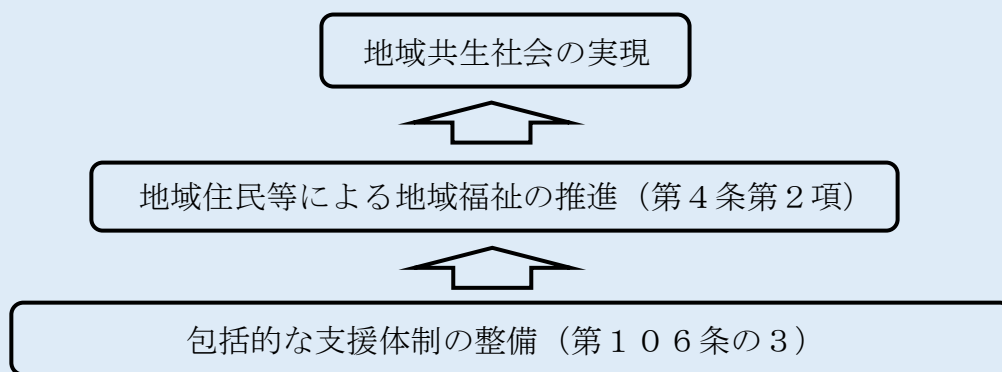 地域共生社会の実現
地域住民等による地域福祉の推進（第４条第２項）
包括的な支援体制の整備（第１０６条の３）